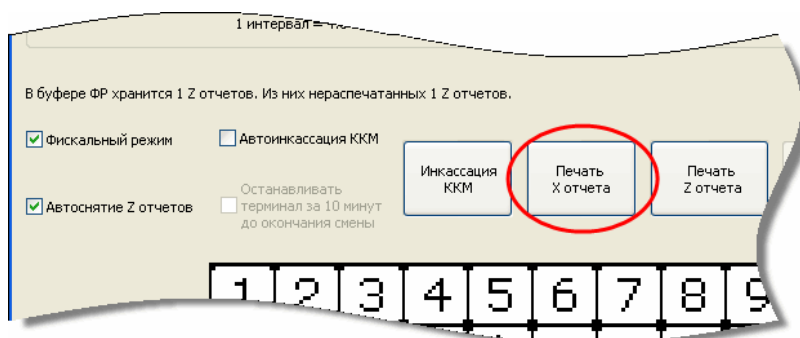 1 интервал =
В буфере ФР хранится 1 Z отчетов. Из них нераспечатанных 1 Z отчетов.
Фискальный режим
Автоинкассация ККМ
Инкассация
ККМ
Печать
X отчета
Печать
Z отчета
Автоснятие Z отчетов
Останавливать
терминал за 10 минут
до окончания смены
1 2 3 4 5 6 7 8 9